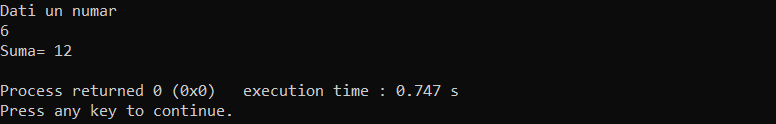 Dati un numar
6
Suma= 12
Process returned 0 (0x0)   execution time : 0.747 s
Press any key to continue.